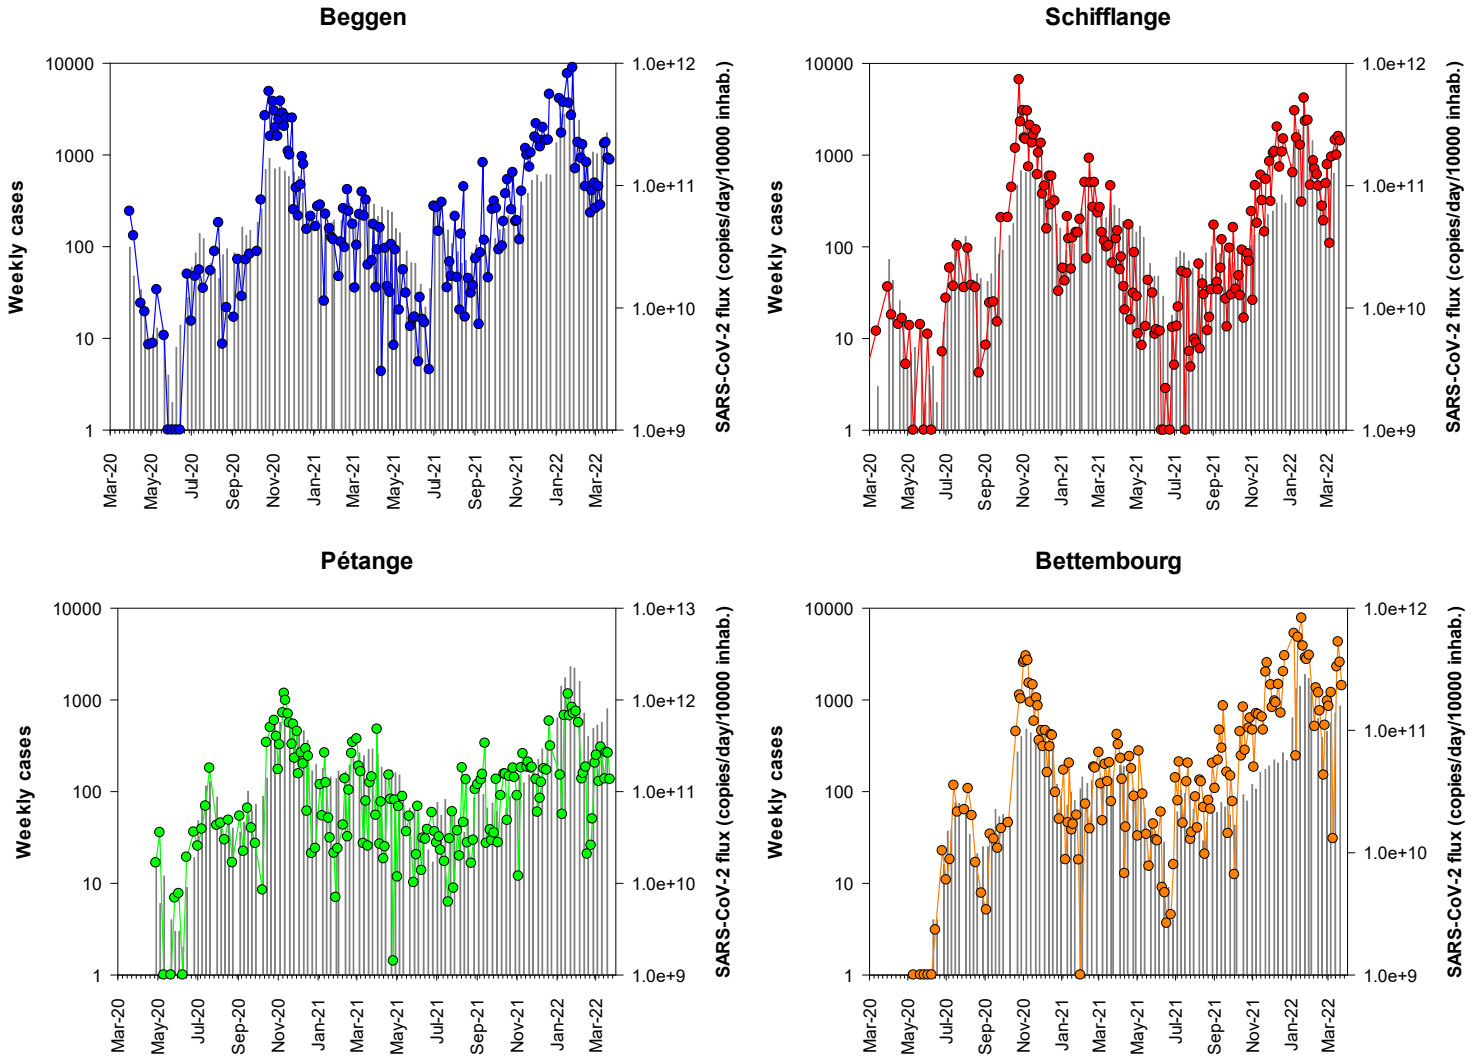 Beggen
10000
1000
100
10
1
Weekly cases
1.0e+12
1.0e+11
1.0e+10
1.0e+9
SARS-CoV-2 flux (copies/day/10000 inhab.)
Mar-20
May-20
Jul-20
Sep-20
Nov-20
Jan-21
Mar-21
May-21
Jul-21
Sep-21
Nov-21
Jan-22
Mar-22
Schifflange
10000
1000
100
10
1
Weekly cases
1.0e+12
1.0e+11
1.0e+10
1.0e+9
SARS-CoV-2 flux (copies/day/10000 inhab.)
Mar-20
May-20
Jul-20
Sep-20
Nov-20
Jan-21
Mar-21
May-21
Jul-21
Sep-21
Nov-21
Jan-22
Mar-22
Pétange
10000
1000
100
10
1
Weekly cases
1.0e+13
1.0e+12
1.0e+11
1.0e+10
1.0e+9
SARS-CoV-2 flux (copies/day/10000 inhab.)
Mar-20
May-20
Jul-20
Sep-20
Nov-20
Jan-21
Mar-21
May-21
Jul-21
Sep-21
Nov-21
Jan-22
Mar-22
Bettembourg
10000
1000
100
10
1
Weekly cases
1.0e+12
1.0e+11
1.0e+10
1.0e+9
SARS-CoV-2 flux (copies/day/10000 inhab.)
Mar-20
May-20
Jul-20
Sep-20
Nov-20
Jan-21
Mar-21
May-21
Jul-21
Sep-21
Nov-21
Jan-22
Mar-22